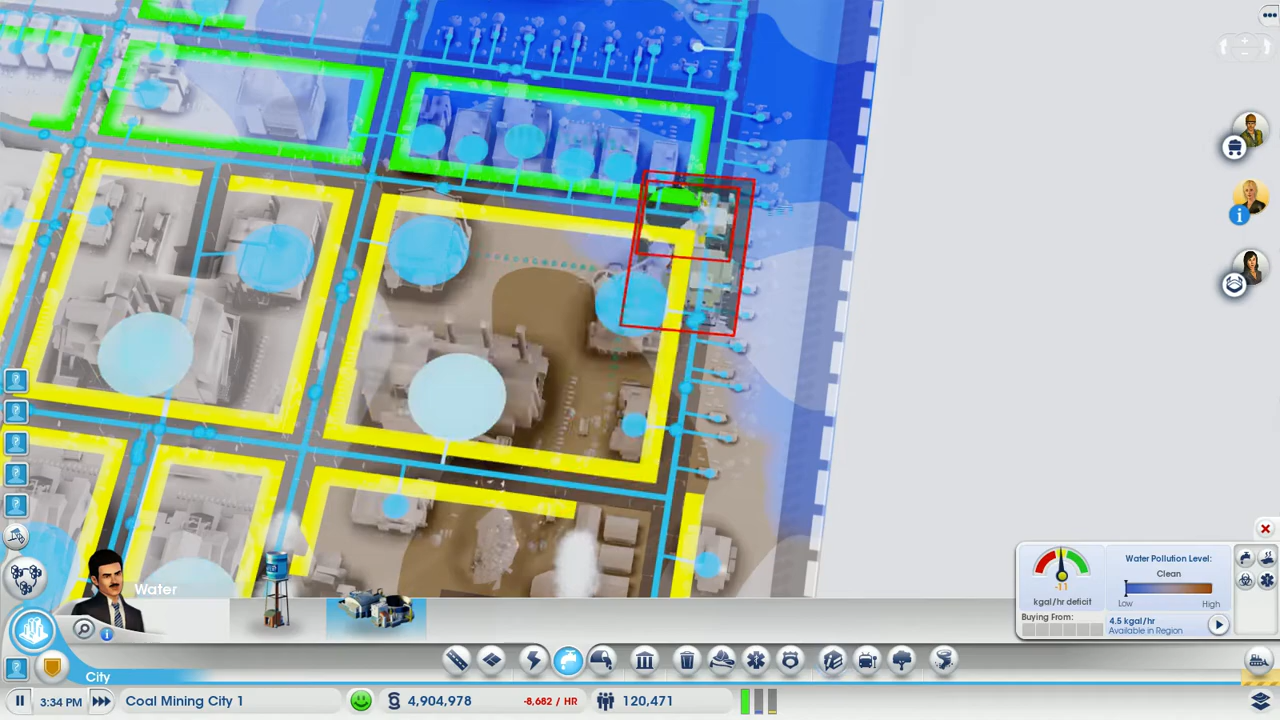 Water
Water Pollution Level:
Clean
Low
High
-11
kgal/hr deficit
Buying From:
4.5 kgal/hr
Available in Region
City
3:34 PM
Coal Mining City 1
4,904,978
-8,682 / HR
120,471